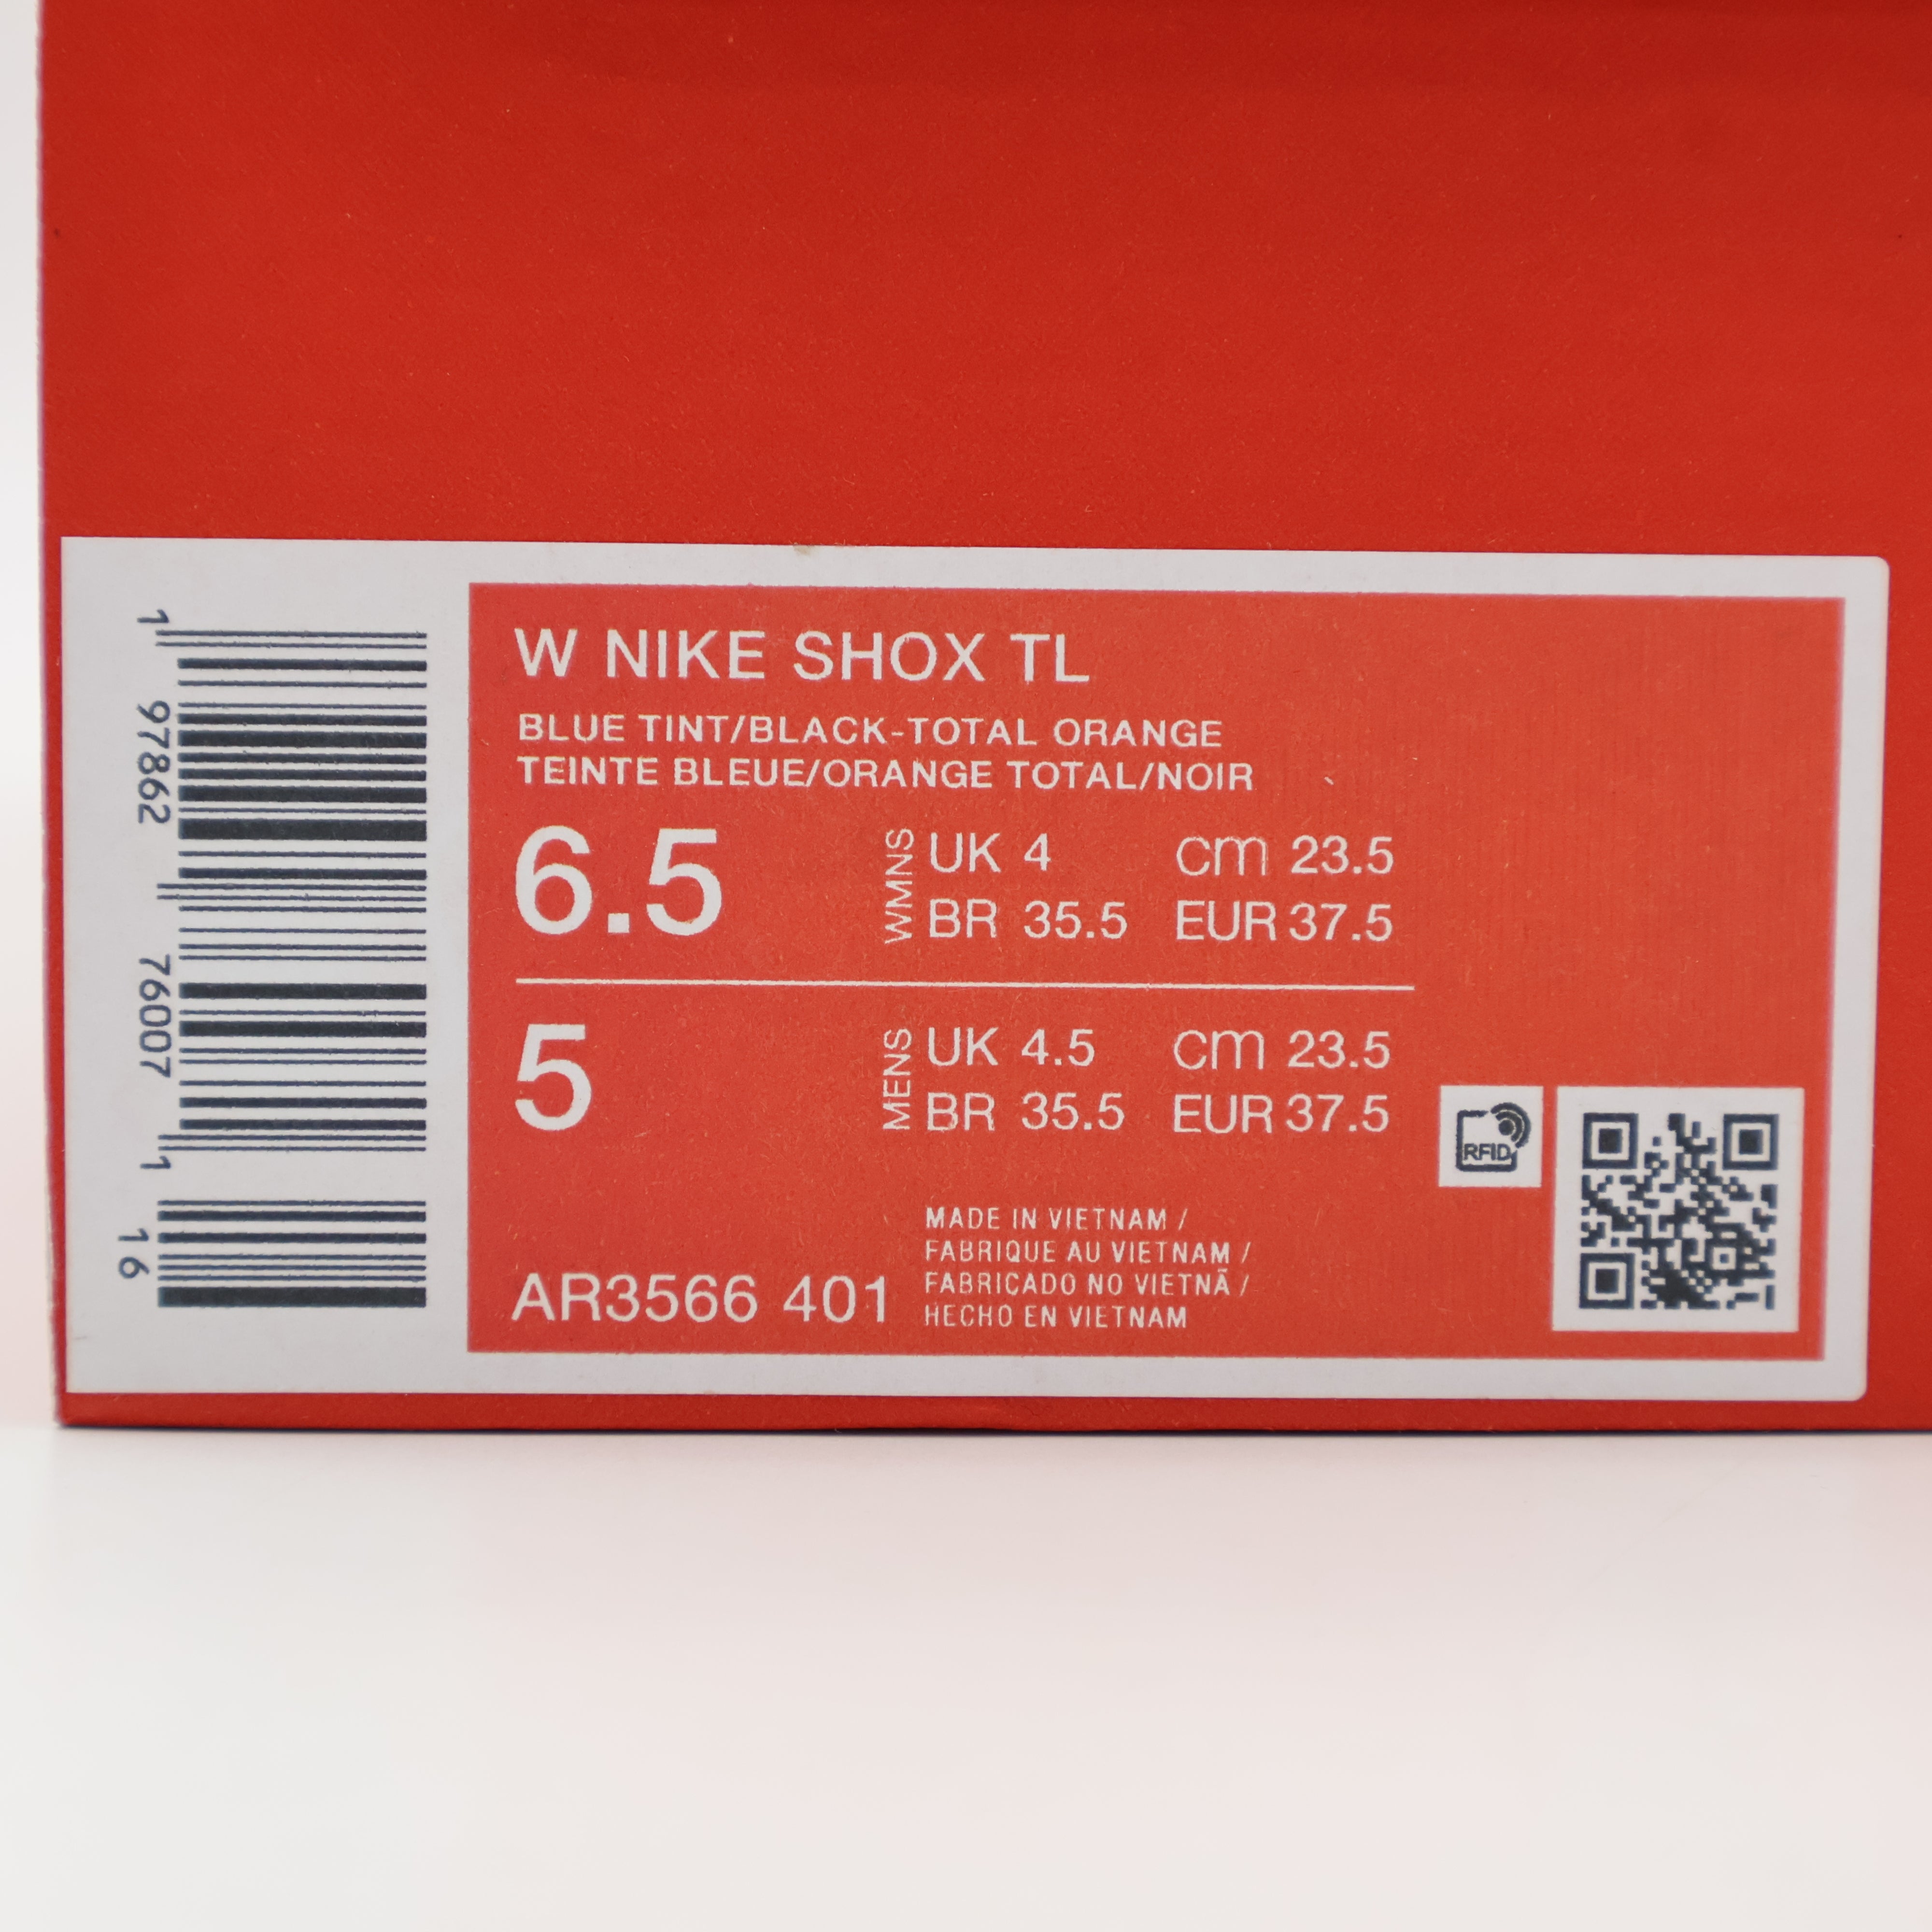 W NIKE SHOX TL
BLUE TINT/BLACK-TOTAL ORANGE
TEINTE BLEUE/ORANGE TOTAL/NOIR
6.5
WMNS
UK 4 cm 23.5
BR 35.5 EUR 37.5
5
MENS
UK 4.5 cm 23.5
BR 35.5 EUR 37.5
RFID
AR3566 401
MADE IN VIETNAM /
FABRIQUE AU VIETNAM /
FABRICADO NO VIETNÃ /
HECHO EN VIETNAM
1 97862 76007 1
16